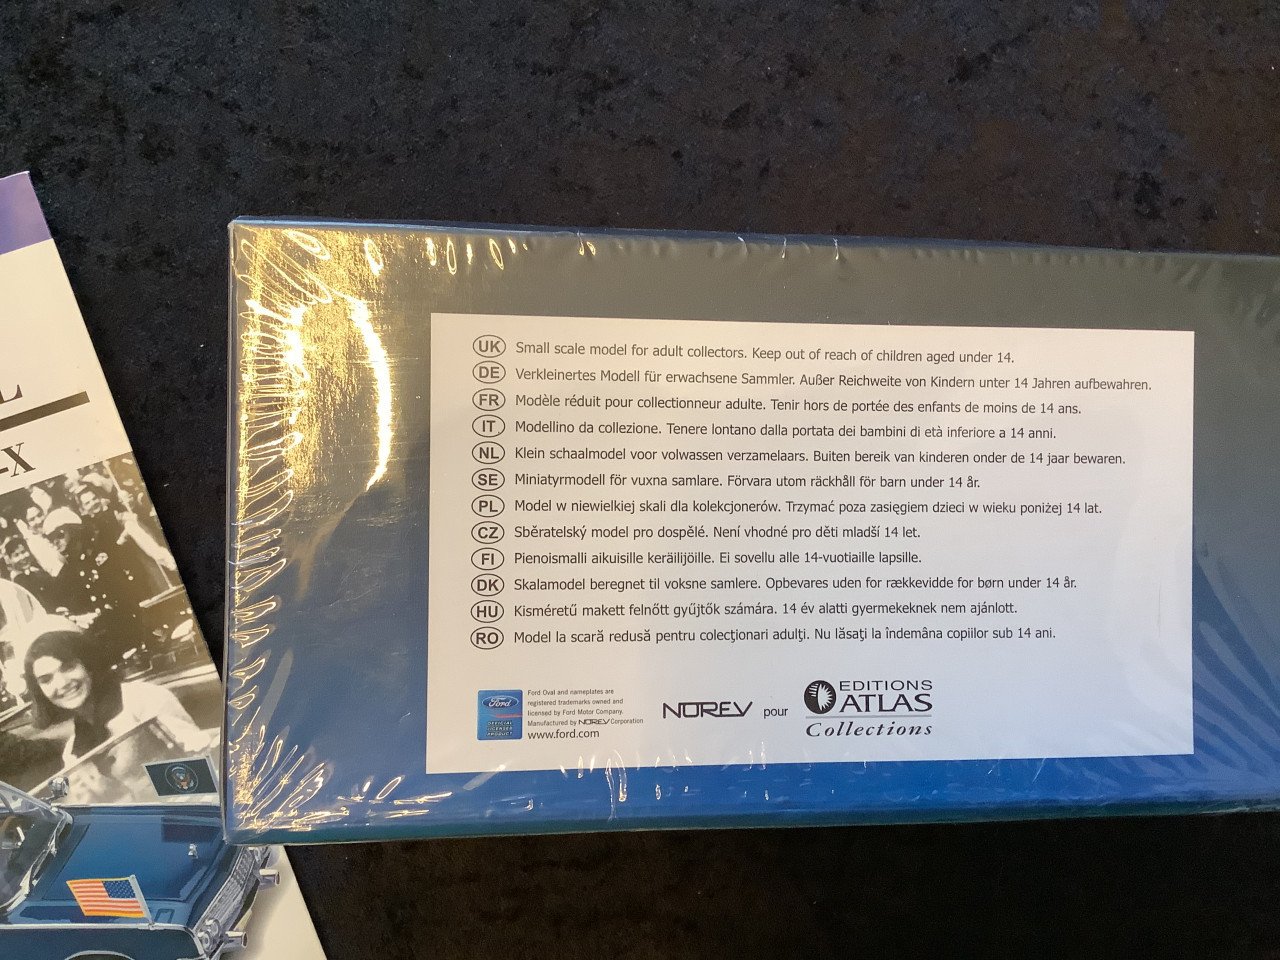 L
-X
UK Small scale model for adult collectors. Keep out of reach of children aged under 14.
DE Verkleinertes Modell für erwachsene Sammler. Außer Reichweite von Kindern unter 14 Jahren aufbewahren.
FR Modèle réduit pour collectionneur adulte. Tenir hors de portée des enfants de moins de 14 ans.
IT Modellino da collezione. Tenere lontano dalla portata dei bambini di età inferiore a 14 anni.
NL Klein schaalmodel voor volwassen verzamelaars. Buiten bereik van kinderen onder de 14 jaar bewaren.
SE Miniatyrmodell för vuxna samlare. Förvara utom räckhåll för barn under 14 år.
PL Model w niewielkiej skali dla kolekcjonerów. Trzymać poza zasięgiem dzieci w wieku poniżej 14 lat.
CZ Sběratelský model pro dospělé. Není vhodné pro děti mladší 14 let.
FI Pienoismalli aikuisille keräilijöille. Ei sovellu alle 14-vuotiaille lapsille.
DK Skalamodel beregnet til voksne samlere. Opbevares uden for rækkevidde for børn under 14 år.
HU Kisméretű makett felnőtt gyűjtők számára. 14 év alatti gyermekeknek nem ajánlott.
RO Model la scară redusă pentru colecţionari adulţi. Nu lăsaţi la îndemâna copiilor sub 14 ani.
Ford
OFFICIAL
LICENSED
PRODUCT
Ford Oval and nameplates are
registered trademarks owned and
licensed by Ford Motor Company.
Manufactured by NOREV Corporation
www.ford.com
NOREV pour
EDITIONS
ATLAS
Collections